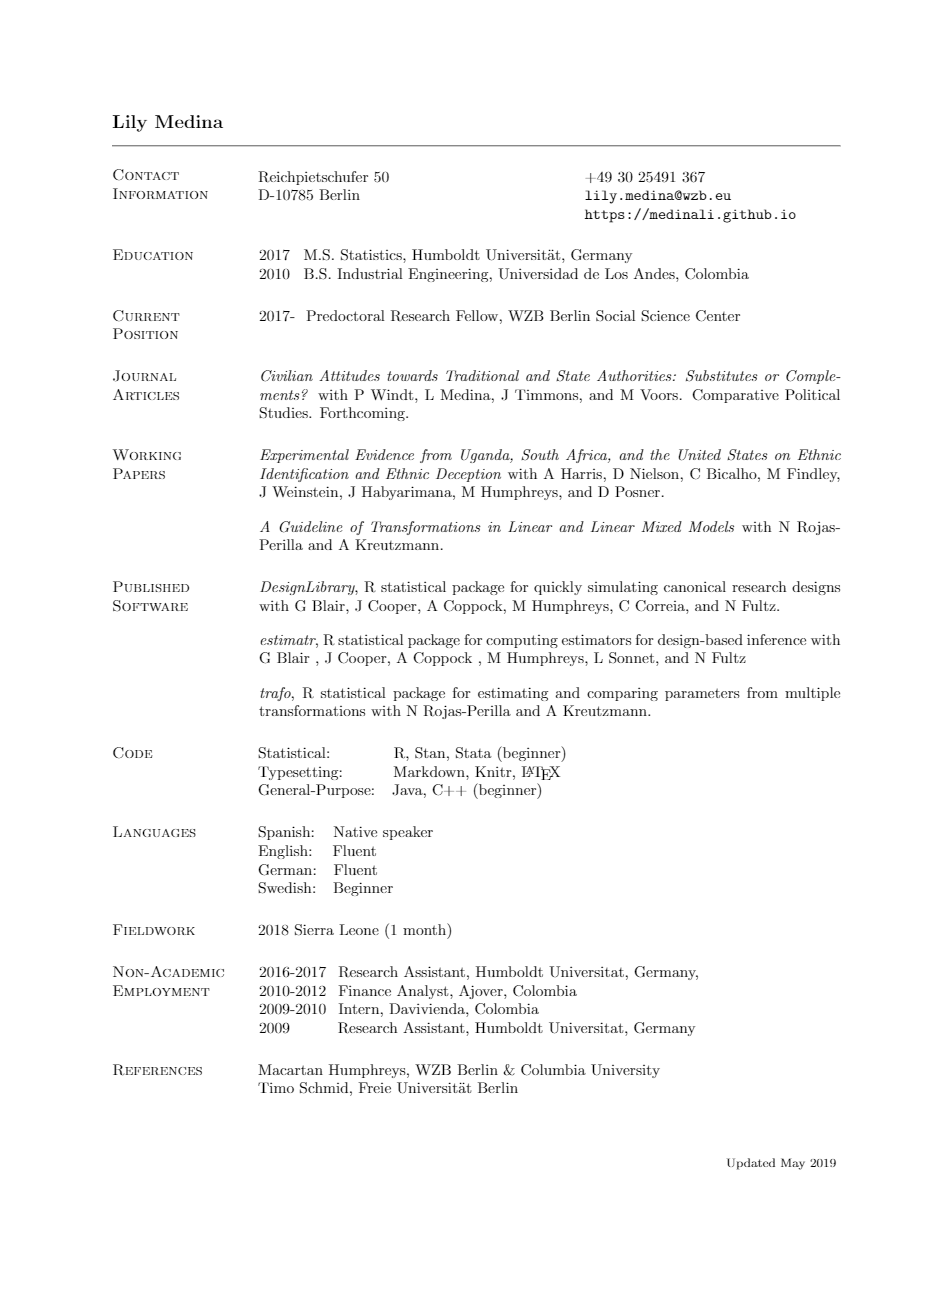 Lily Medina
Contact
Information
Reichpietschufer 50
D-10785 Berlin
+49 30 25491 367
lily.medina@wzb.eu
https://medinali.github.io
Education
2017 M.S. Statistics, Humboldt Universität, Germany
2010 B.S. Industrial Engineering, Universidad de Los Andes, Colombia
Current
Position
2017- Predoctoral Research Fellow, WZB Berlin Social Science Center
Journal
Articles
Civilian Attitudes towards Traditional and State Authorities: Substitutes or Comple-
ments? with P Windt, L Medina, J Timmons, and M Voors. Comparative Political
Studies. Forthcoming.
Working
Papers
Experimental Evidence from Uganda, South Africa, and the United States on Ethnic
Identification and Ethnic Deception with A Harris, D Nielson, C Bicalho, M Findley,
J Weinstein, J Habyarimana, M Humphreys, and D Posner.
A Guideline of Transformations in Linear and Linear Mixed Models with N Rojas-
Perilla and A Kreutzmann.
Published
Software
DesignLibrary, R statistical package for quickly simulating canonical research designs
with G Blair, J Cooper, A Coppock, M Humphreys, C Correia, and N Fultz.
estimatr, R statistical package for computing estimators for design-based inference with
G Blair , J Cooper, A Coppock , M Humphreys, L Sonnet, and N Fultz
trafo, R statistical package for estimating and comparing parameters from multiple
transformations with N Rojas-Perilla and A Kreutzmann.
Code
Statistical: R, Stan, Stata (beginner)
Typesetting: Markdown, Knitr, LATEX
General-Purpose: Java, C++ (beginner)
Languages
Spanish: Native speaker
English: Fluent
German: Fluent
Swedish: Beginner
Fieldwork
2018 Sierra Leone (1 month)
Non-Academic
Employment
2016-2017 Research Assistant, Humboldt Universitat, Germany,
2010-2012 Finance Analyst, Ajover, Colombia
2009-2010 Intern, Davivienda, Colombia
2009 Research Assistant, Humboldt Universitat, Germany
References
Macartan Humphreys, WZB Berlin & Columbia University
Timo Schmid, Freie Universität Berlin
Updated May 2019